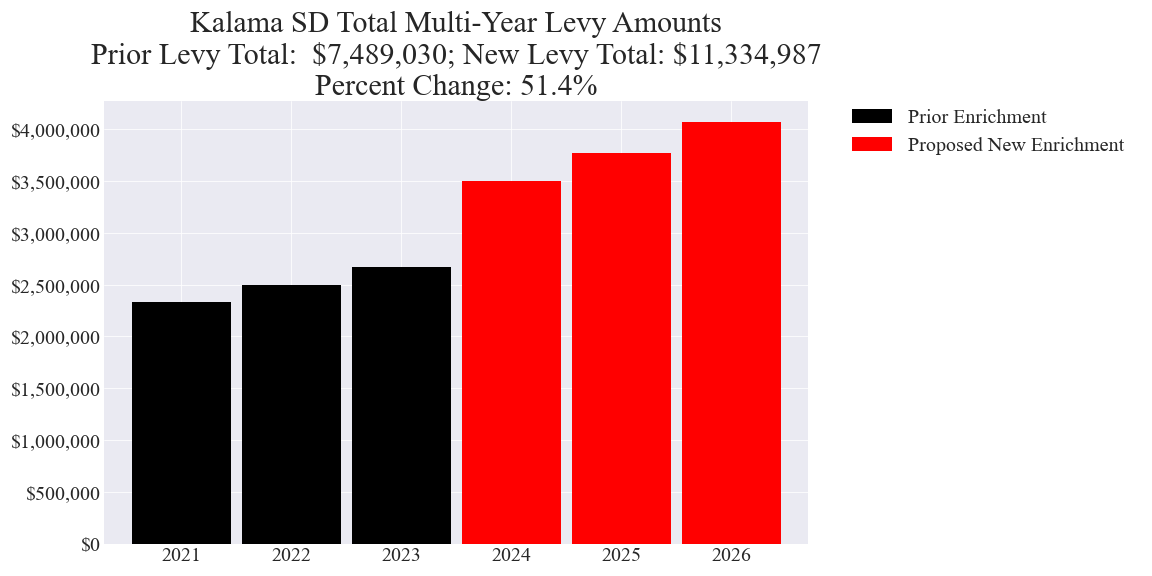 Kalama SD Total Multi-Year Levy Amounts
Prior Levy Total:  $7,489,030; New Levy Total: $11,334,987
Percent Change: 51.4%
Prior Enrichment
Proposed New Enrichment
$4,000,000
$3,500,000
$3,000,000
$2,500,000
$2,000,000
$1,500,000
$1,000,000
$500,000
$0
2021 2022 2023 2024 2025 2026